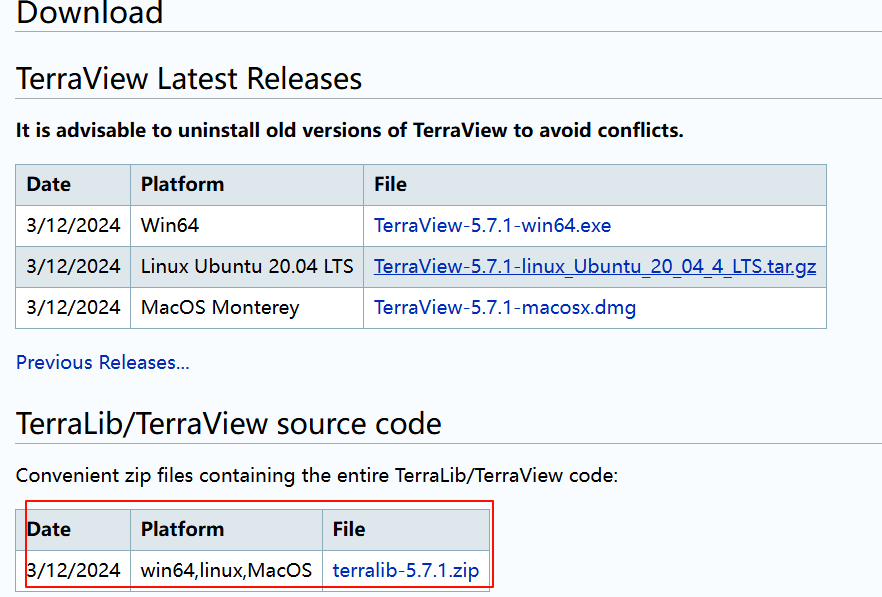 Download
TerraView Latest Releases
It is advisable to uninstall old versions of TerraView to avoid conflicts.
Date Platform File
3/12/2024 Win64 TerraView-5.7.1-win64.exe
3/12/2024 Linux Ubuntu 20.04 LTS TerraView-5.7.1-linux_Ubuntu_20_04_4_LTS.tar.gz
3/12/2024 MacOS Monterey TerraView-5.7.1-macosx.dmg
Previous Releases...
TerraLib/TerraView source code
Convenient zip files containing the entire TerraLib/TerraView code:
Date Platform File
3/12/2024 win64,linux,MacOS terralib-5.7.1.zip